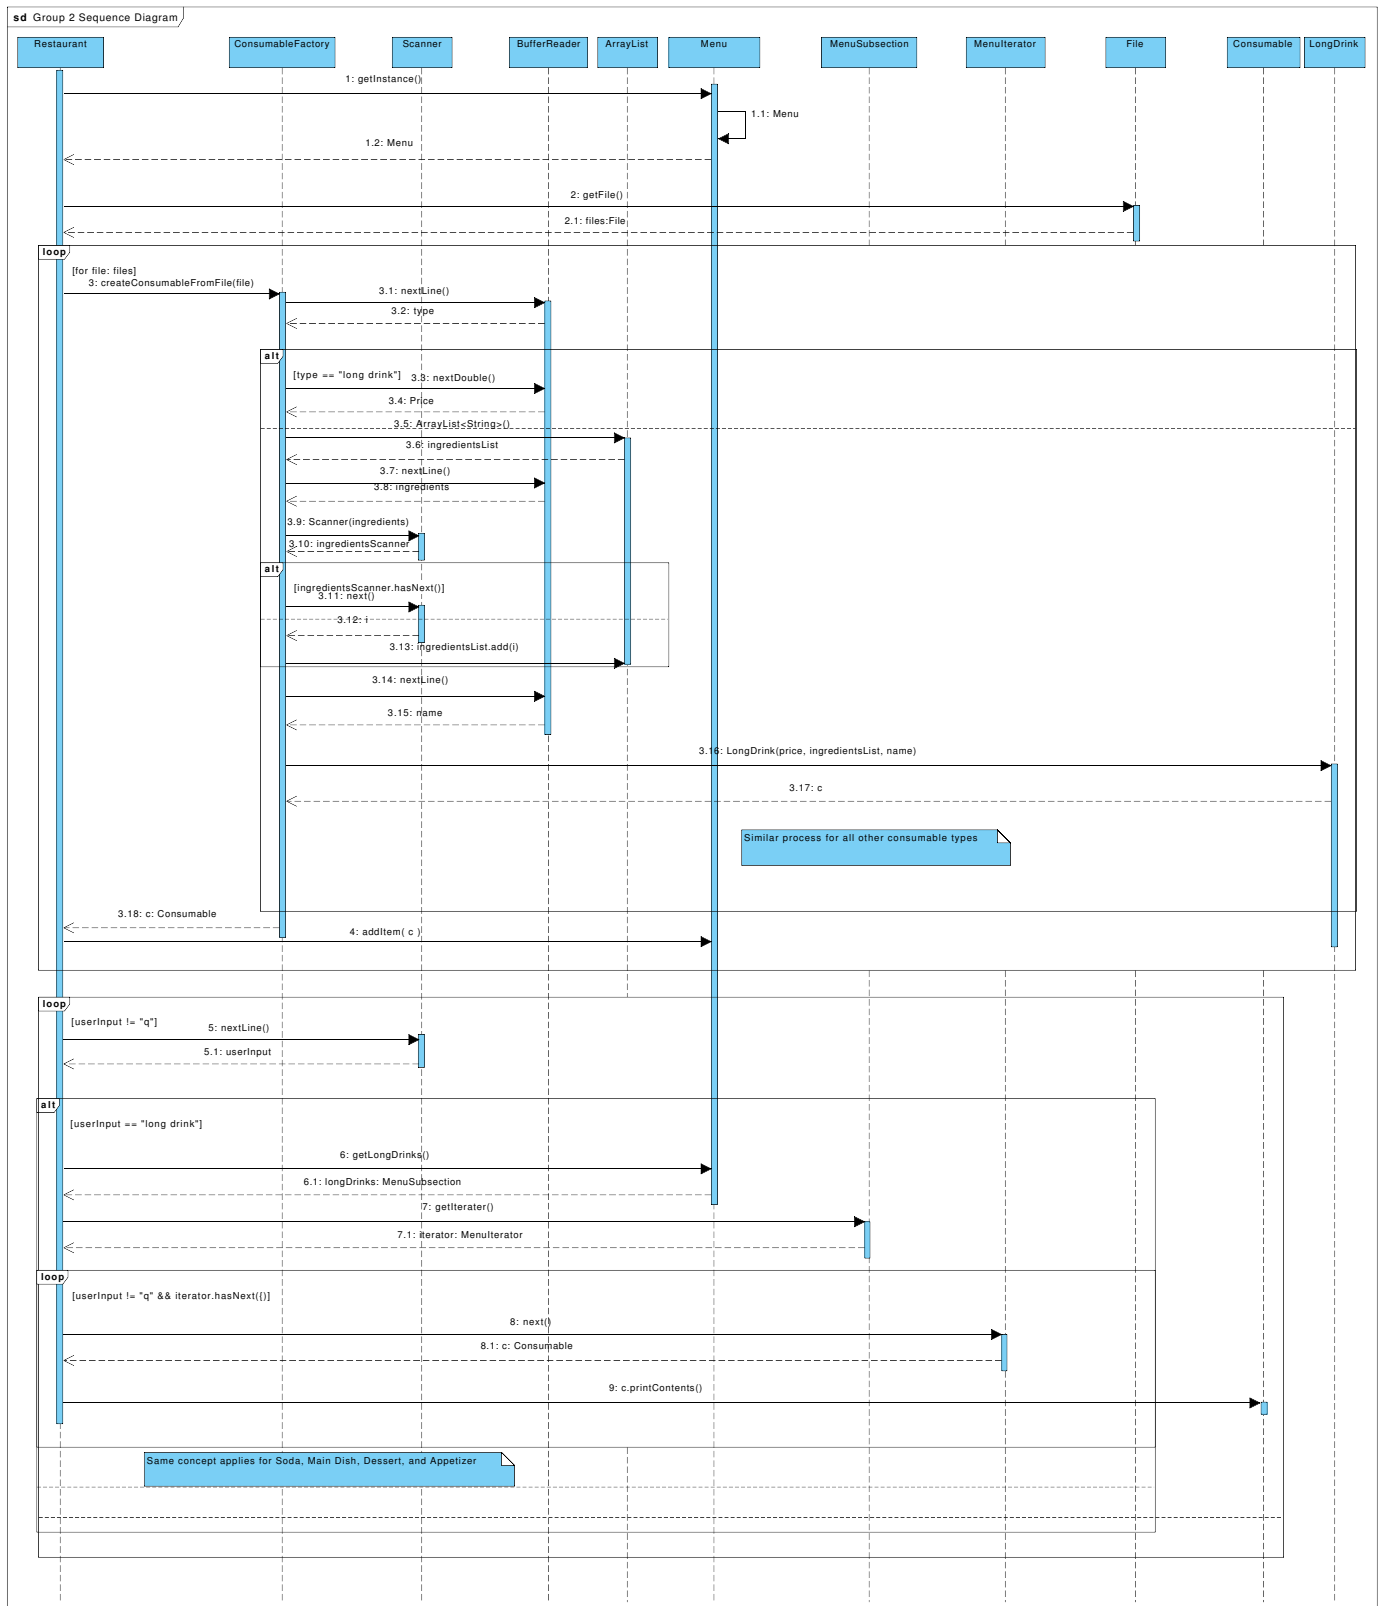 sd Group 2 Sequence Diagram
Restaurant
ConsumableFactory
Scanner
BufferReader
ArrayList
Menu
MenuSubsection
MenuIterator
File
Consumable
LongDrink
1: getInstance()
1.1: Menu
1.2: Menu
2: getFile()
2.1: files:File
loop
[for file: files]
3: createConsumableFromFile(file)
3.1: nextLine()
3.2: type
alt
[type == "long drink"]
3.3: nextDouble()
3.4: Price
3.5: ArrayList<String>()
3.6: ingredientsList
3.7: nextLine()
3.8: ingredients
3.9: Scanner(ingredients)
3.10: ingredientsScanner
alt
[ingredientsScanner.hasNext()]
3.11: next()
3.12: i
3.13: ingredientsList.add(i)
3.14: nextLine()
3.15: name
3.16: LongDrink(price, ingredientsList, name)
3.17: c
Similar process for all other consumable types
3.18: c: Consumable
4: addItem( c )
loop
[userInput != "q"]
5: nextLine()
5.1: userInput
alt
[userInput == "long drink"]
6: getLongDrinks()
6.1: longDrinks: MenuSubsection
7: getIterater()
7.1: iterator: MenuIterator
loop
[userInput != "q" && iterator.hasNext({)]
8: next()
8.1: c: Consumable
9: c.printContents()
Same concept applies for Soda, Main Dish, Dessert, and Appetizer